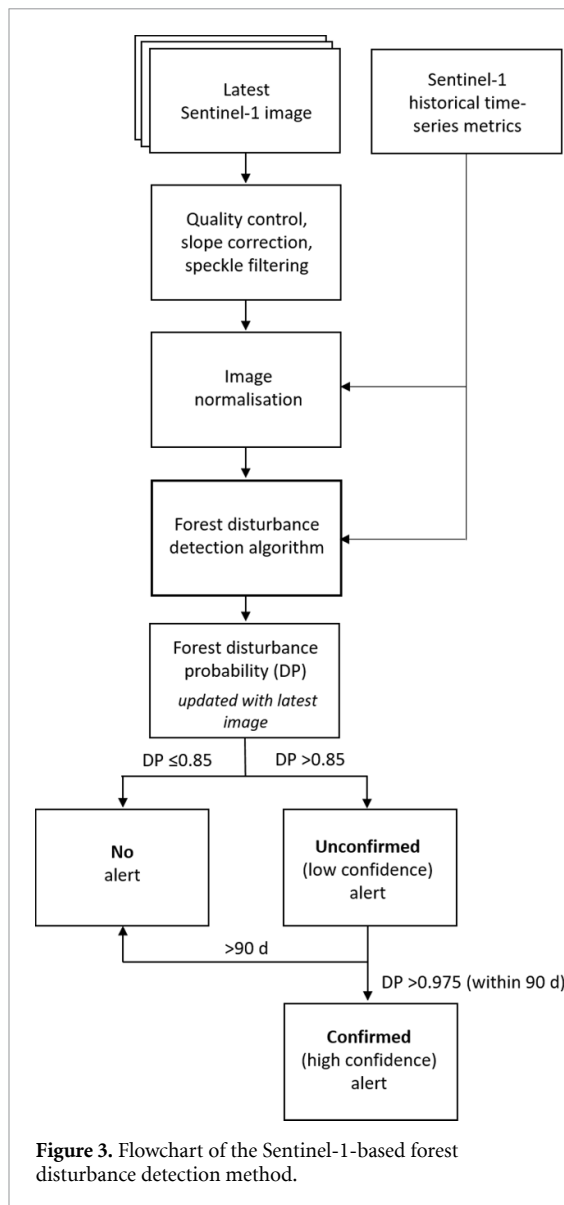 Latest
Sentinel-1 image
Sentinel-1
historical time-
series metrics
Quality control,
slope correction,
speckle filtering
Image
normalisation
Forest disturbance
detection algorithm
Forest disturbance
probability (DP)
updated with latest
image
DP ≤0.85
DP >0.85
No
alert
Unconfirmed
(low confidence)
alert
>90 d
DP >0.975 (within 90 d)
Confirmed
(high confidence)
alert
Figure 3. Flowchart of the Sentinel-1-based forest
disturbance detection method.